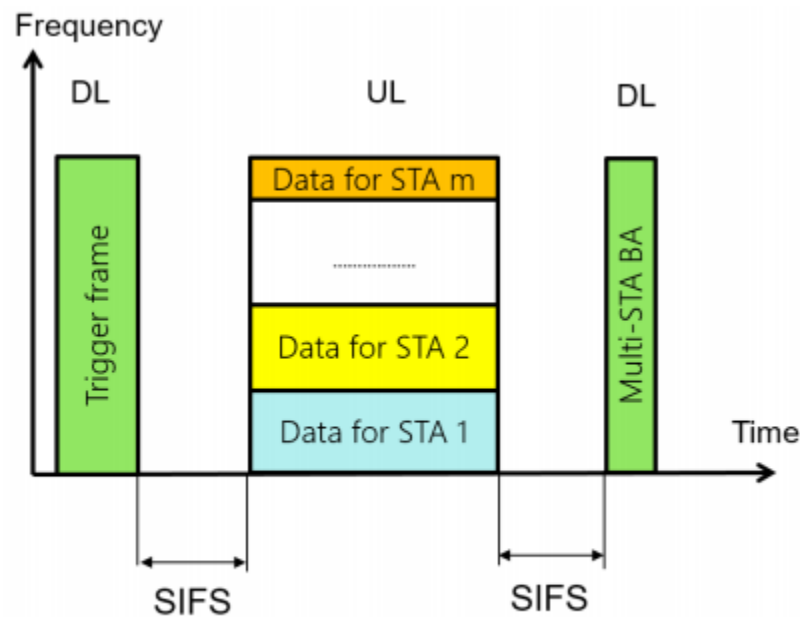 Frequency
DL
UL
DL
Trigger frame
Data for STA m
..................
Data for STA 2
Data for STA 1
Multi-STA BA
Time
SIFS
SIFS